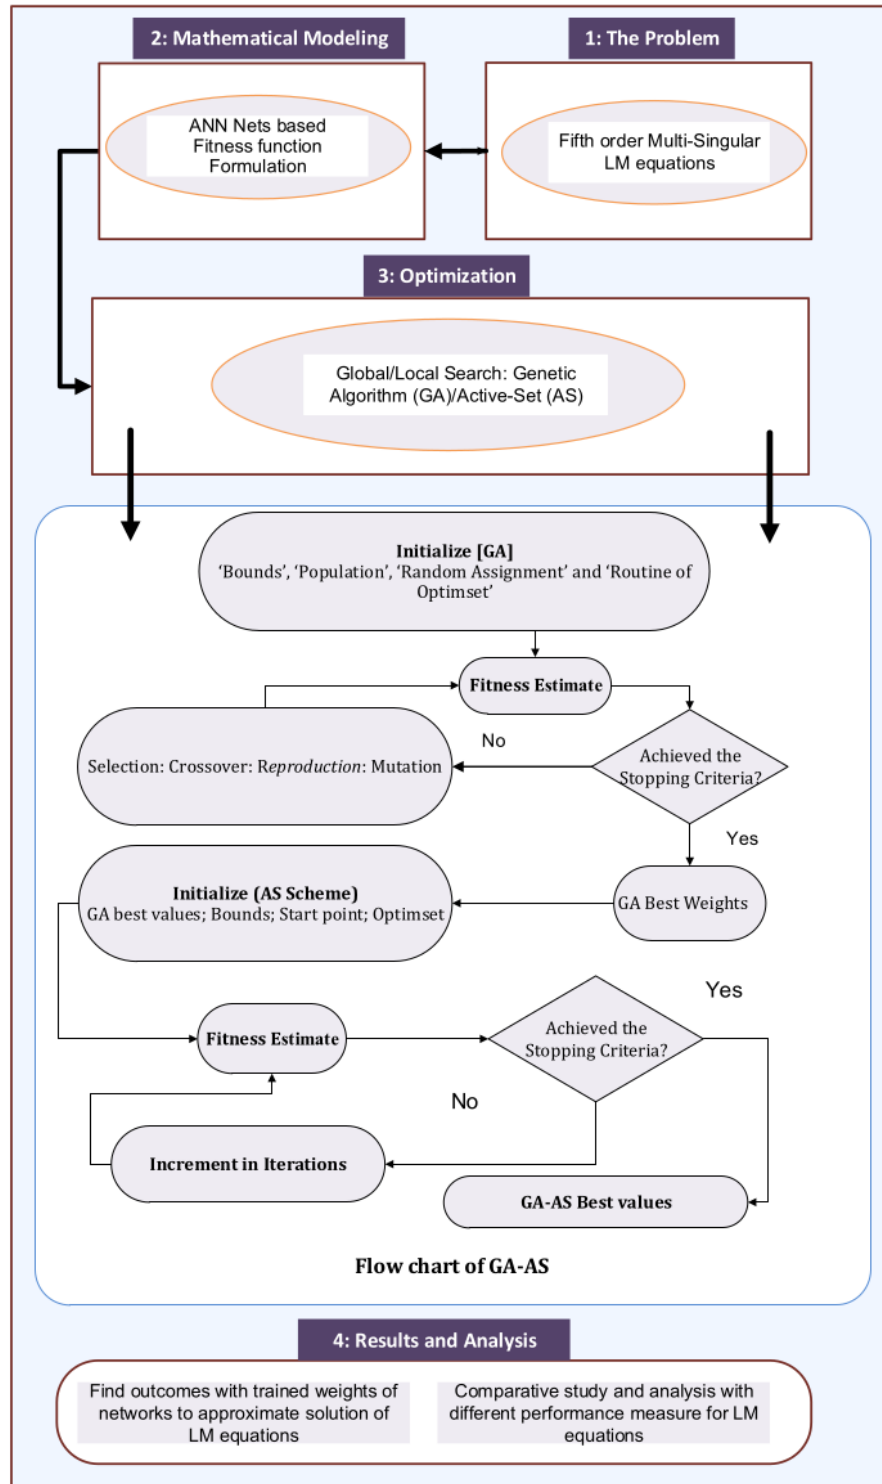 2: Mathematical Modeling
1: The Problem
ANN Nets based
Fitness function
Formulation
Fifth order Multi-Singular
LM equations
3: Optimization
Global/Local Search: Genetic
Algorithm (GA)/Active-Set (AS)
Initialize [GA]
‘Bounds’, ‘Population’, ‘Random Assignment’ and ‘Routine of
Optimset’
Fitness Estimate
No
Achieved the
Stopping Criteria?
Selection: Crossover: Reproduction: Mutation
Yes
Initialize (AS Scheme)
GA best values; Bounds; Start point; Optimset
GA Best Weights
Yes
Fitness Estimate
Achieved the
Stopping Criteria?
No
Increment in Iterations
GA-AS Best values
Flow chart of GA-AS
4: Results and Analysis
Find outcomes with trained weights of
networks to approximate solution of
LM equations
Comparative study and analysis with
different performance measure for LM
equations